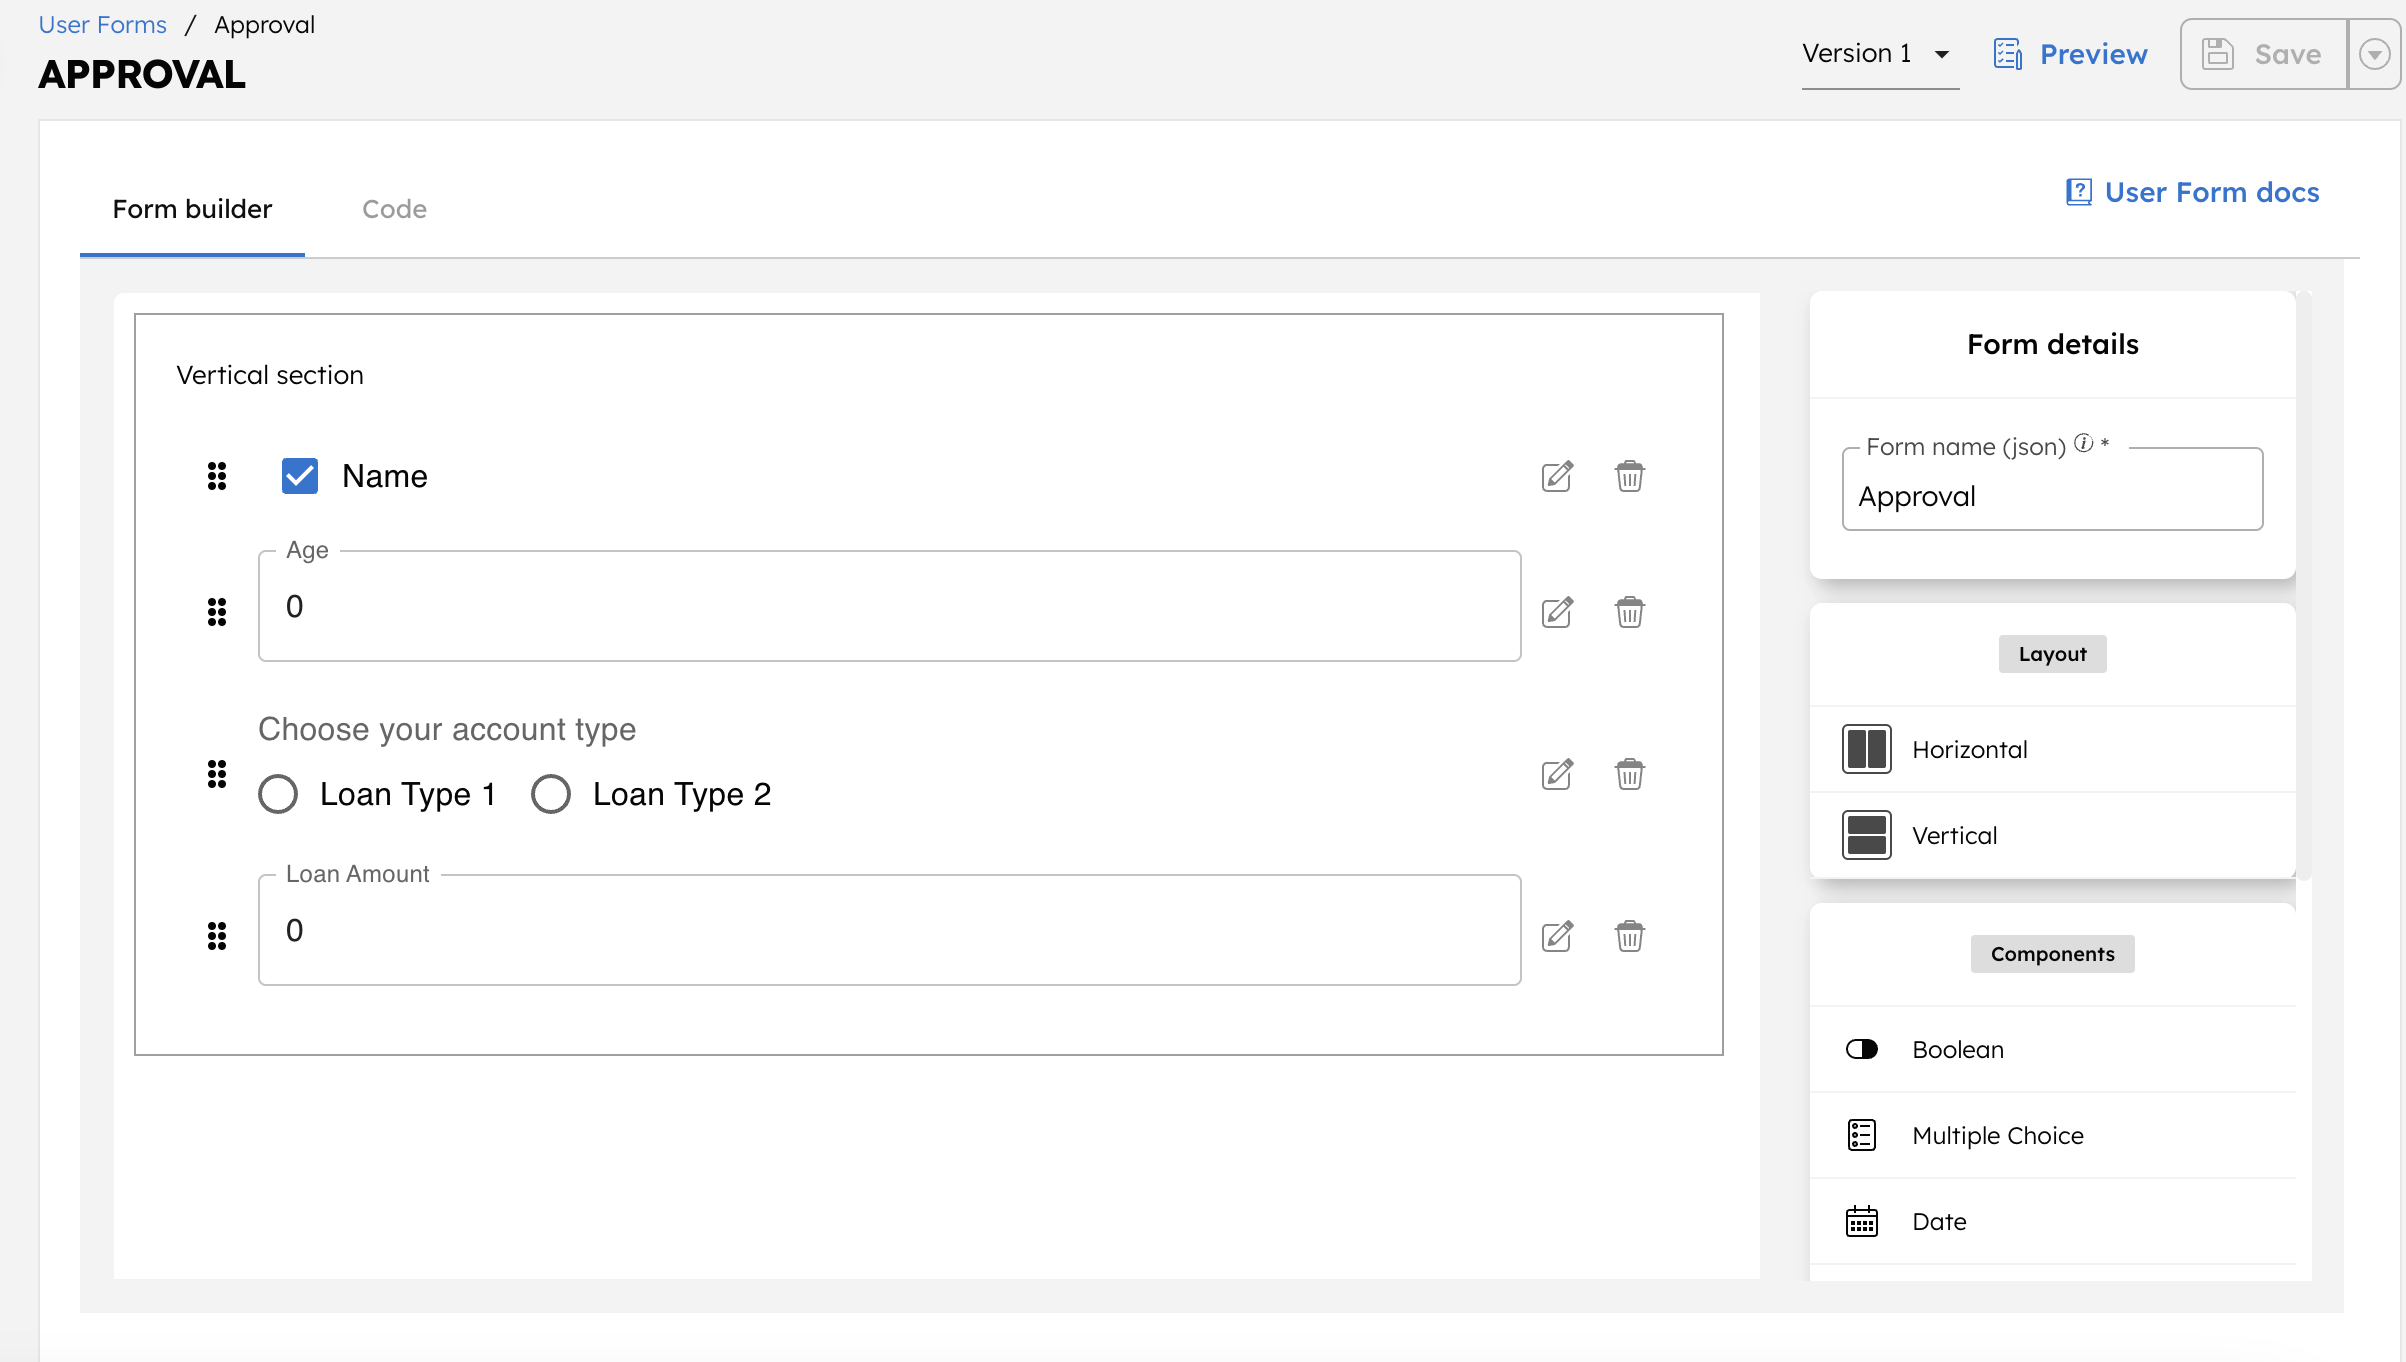 User Forms / Approval
APPROVAL
Version 1
Preview
Save
Form builder
Code
User Form docs
Vertical section
Name
Age
0
Choose your account type
Loan Type 1
Loan Type 2
Loan Amount
0
Form details
Form name (json) ⓘ *
Approval
Layout
Horizontal
Vertical
Components
Boolean
Multiple Choice
Date